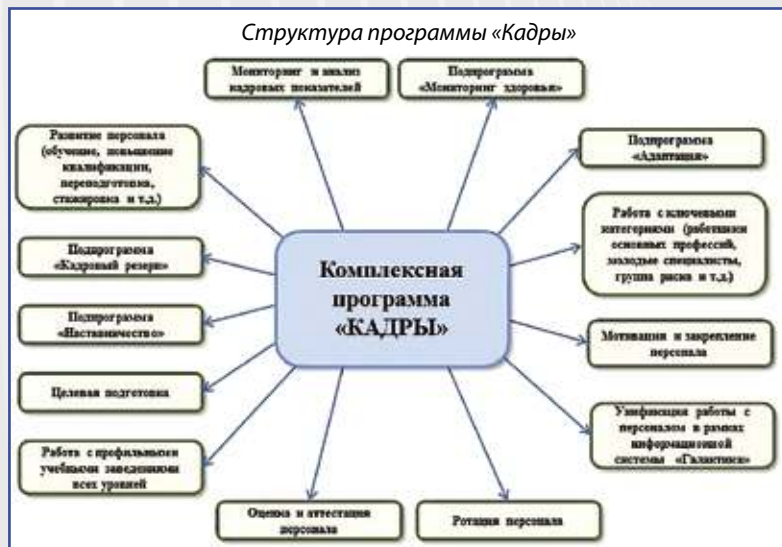 Структура программы «Кадры»
Мониторинг и анализ
кадровых показателей
Подпрограмма
«Мониторинг здоровья»
Развитие персонала
(обучение, повышение
квалификации,
переподготовка,
стажировка и т.д.)
Подпрограмма
«Адаптация»
Работа с ключевыми
категориями (работники
основных профессий,
молодые специалисты,
группа риска и т.д.)
Комплексная
программа
«КАДРЫ»
Подпрограмма
«Кадровый резерв»
Подпрограмма
«Наставничество»
Мотивация и закрепление
персонала
Целевая подготовка
Унификация работы с
персоналом в рамках
информационной
системы «Галактика»
Работа с профильными
учебными заведениями
всех уровней
Оценка и аттестация
персонала
Ротация персонала